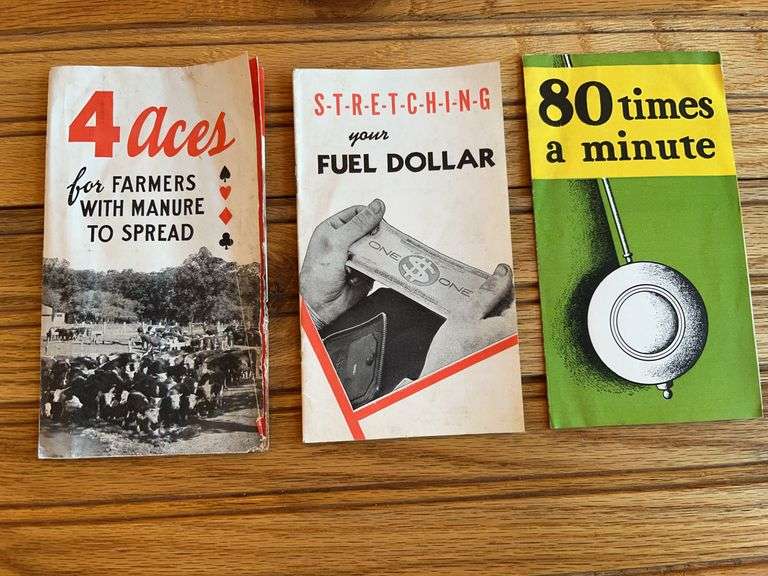 4 aces
for FARMERS
WITH MANURE
TO SPREAD
S-T-R-E-T-C-H-I-N-G
your
FUEL DOLLAR
ONE $ ONE
80 times
a minute